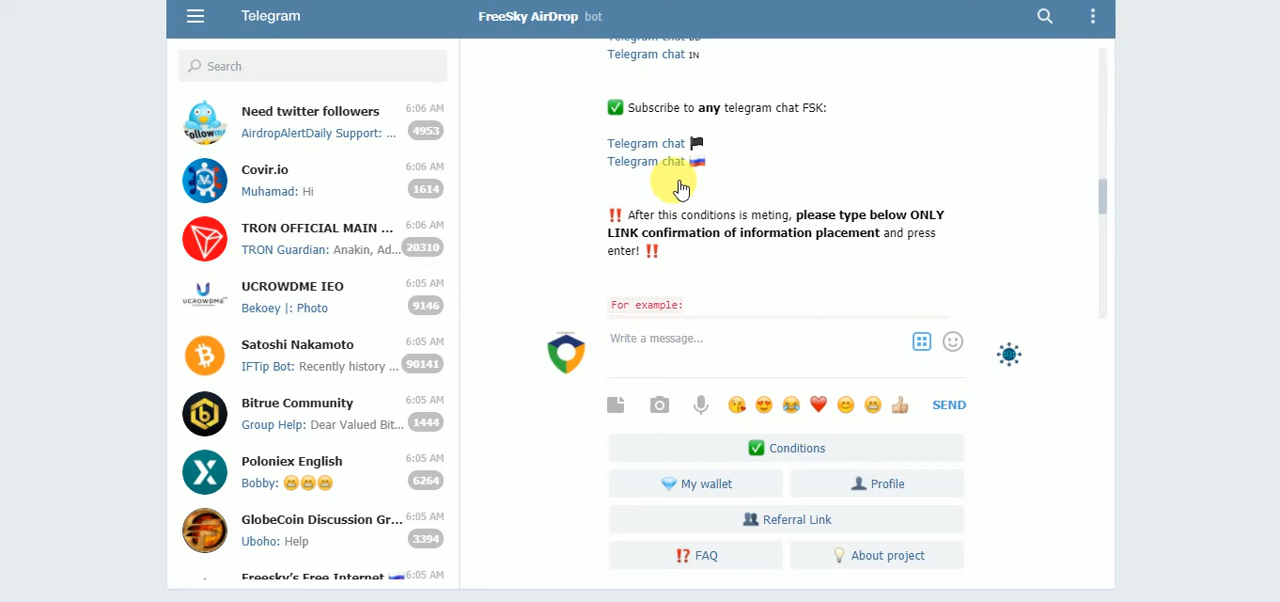 Telegram
FreeSky AirDrop bot
Search
Need twitter followers 6:06 AM
AirdropAlertDaily Support: ... 4953
Covir.io 6:06 AM
Muhamad: Hi 1614
TRON OFFICIAL MAIN ... 6:06 AM
TRON Guardian: Anakin, Ad... 20310
UCROWDME IEO 6:05 AM
Bekoey |: Photo 9146
UCROWDME
Satoshi Nakamoto 6:05 AM
IFTip Bot: Recently history ... 90141
Bitrue Community 6:05 AM
Group Help: Dear Valued Bit... 1444
Poloniex English 6:05 AM
Bobby: 😁😁😁 6264
GlobeCoin Discussion Gr... 6:05 AM
Uboho: Help 3394
Freesky's Free Internet 6:05 AM
Telegram chat
Telegram chat IN
✅ Subscribe to any telegram chat FSK:
Telegram chat 🏴
Telegram chat 🇷🇺
‼️ After this conditions is meting, please type below ONLY
LINK confirmation of information placement and press
enter! ‼️
For example:
Write a message...
SEND
✅ Conditions
💎 My wallet
👤 Profile
👥 Referral Link
⁉️ FAQ
💡 About project